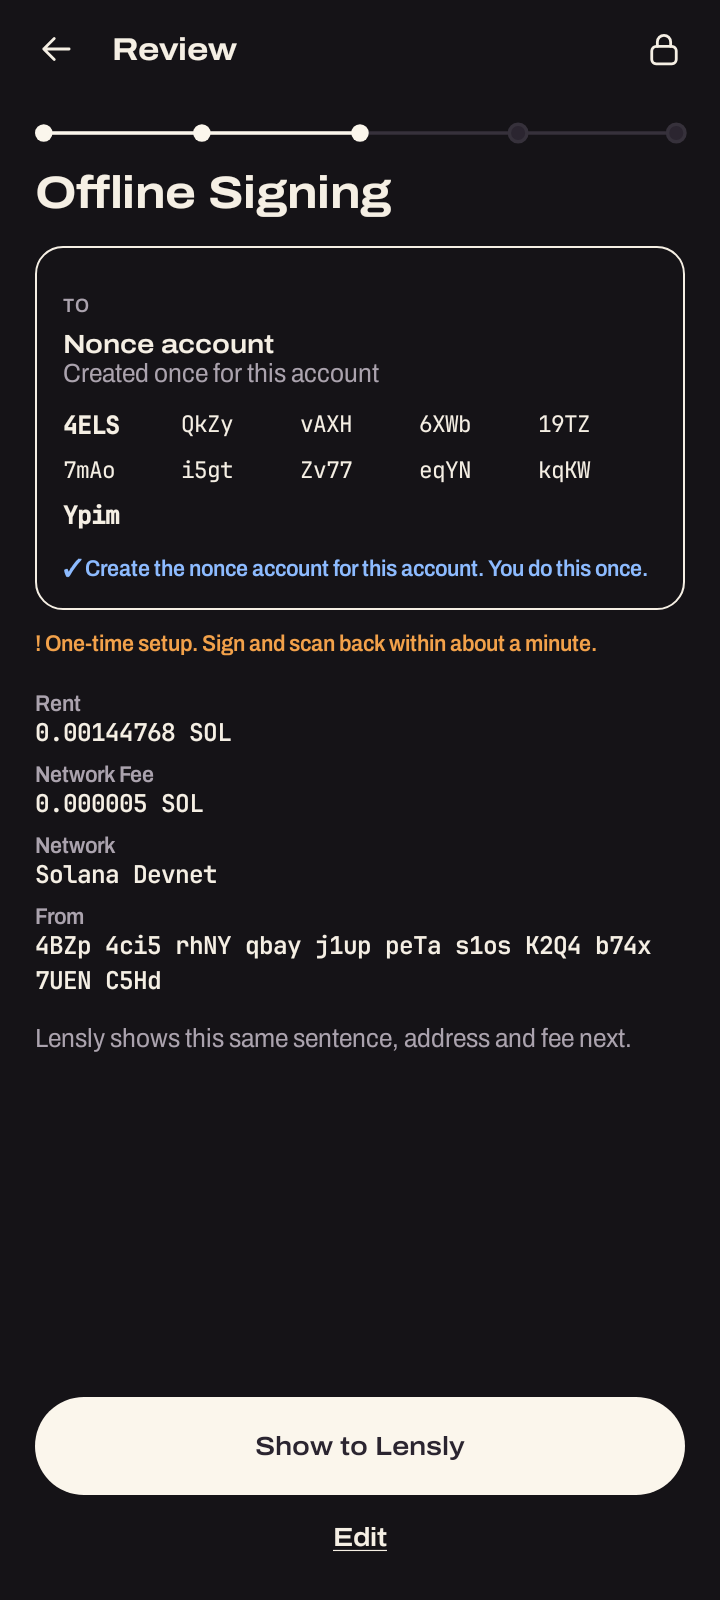 Review
Offline Signing
TO
Nonce account
Created once for this account
4ELS QkZy vAXH 6XWb 19TZ
7mAo i5gt Zv77 eqYN kqKW
Ypim
✓ Create the nonce account for this account. You do this once.
! One-time setup. Sign and scan back within about a minute.
Rent
0.00144768 SOL
Network Fee
0.000005 SOL
Network
Solana Devnet
From
4BZp 4ci5 rhNY qbay j1up peTa s1os K2Q4 b74x
7UEN C5Hd
Lensly shows this same sentence, address and fee next.
Show to Lensly
Edit